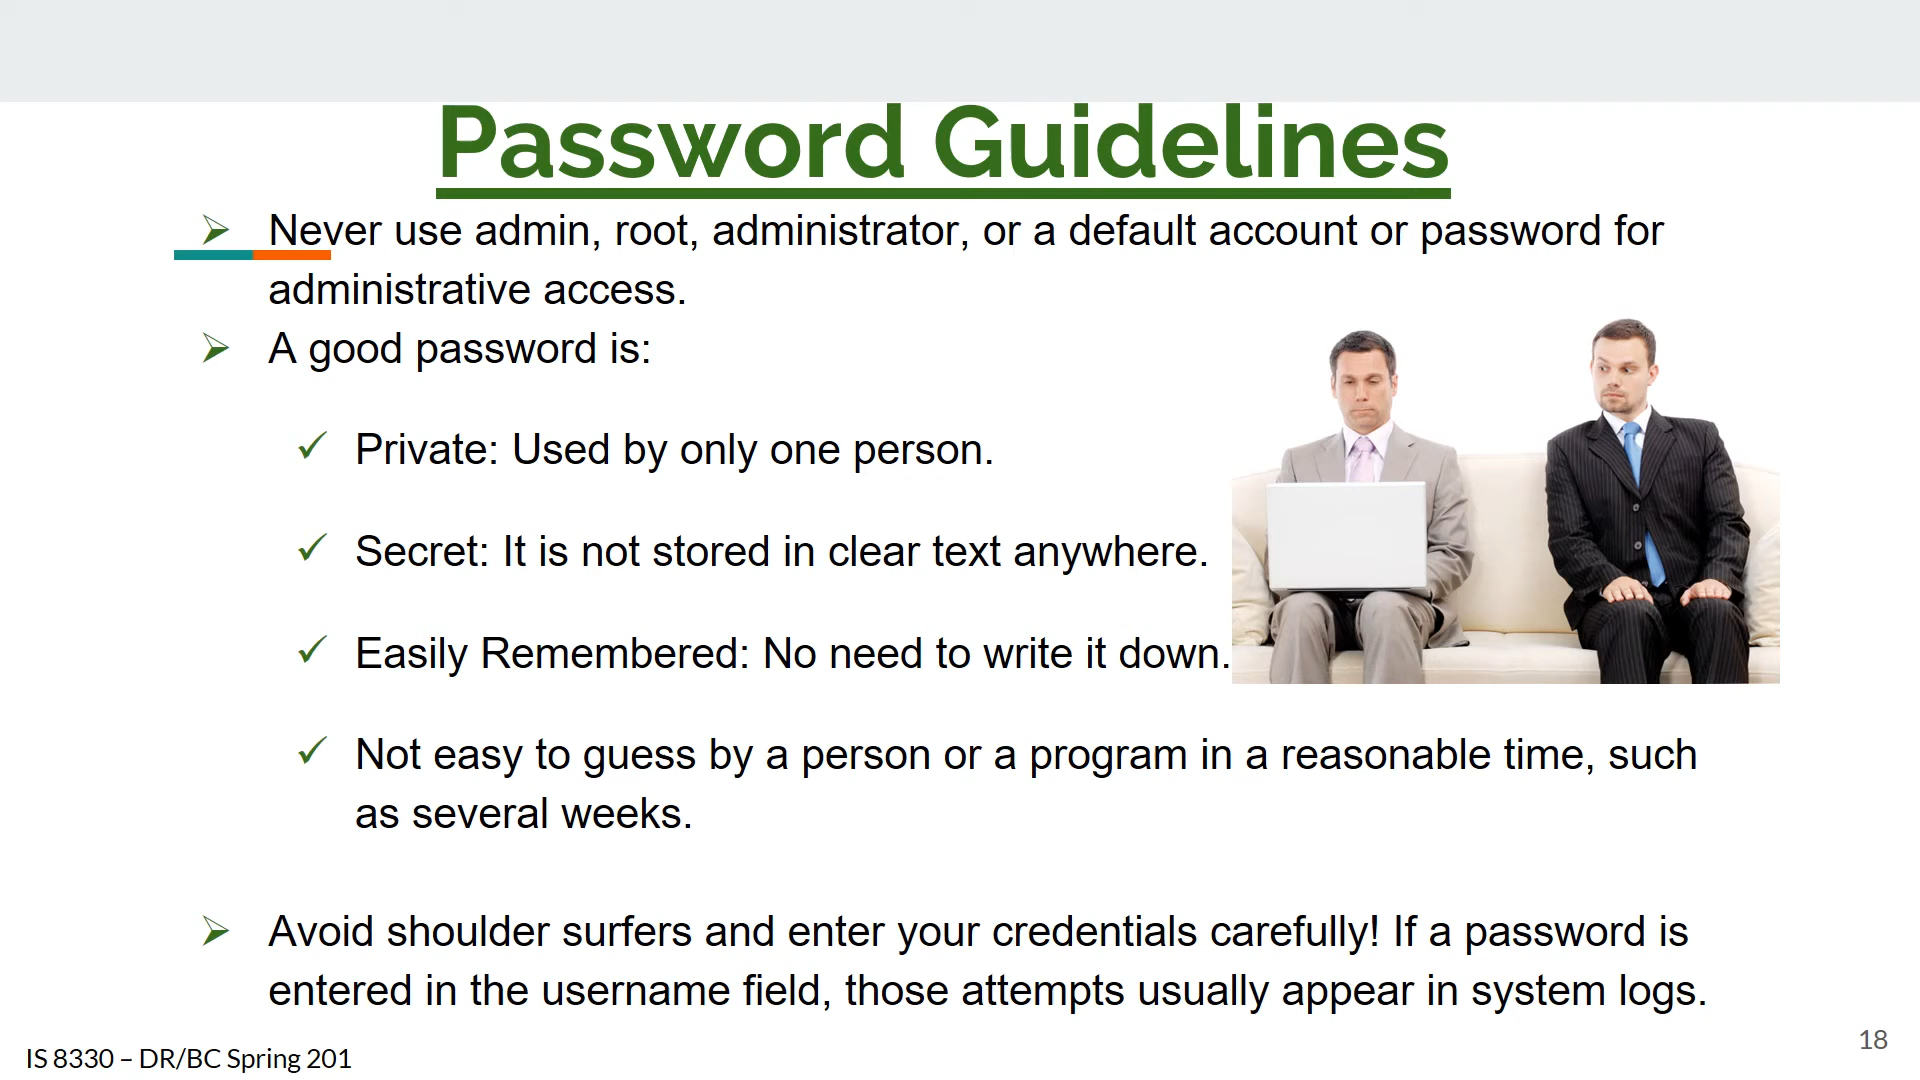 Password Guidelines
Never use admin, root, administrator, or a default account or password for
administrative access.
A good password is:
Private: Used by only one person.
Secret: It is not stored in clear text anywhere.
Easily Remembered: No need to write it down.
Not easy to guess by a person or a program in a reasonable time, such
as several weeks.
Avoid shoulder surfers and enter your credentials carefully! If a password is
entered in the username field, those attempts usually appear in system logs.
18
IS 8330 – DR/BC Spring 201